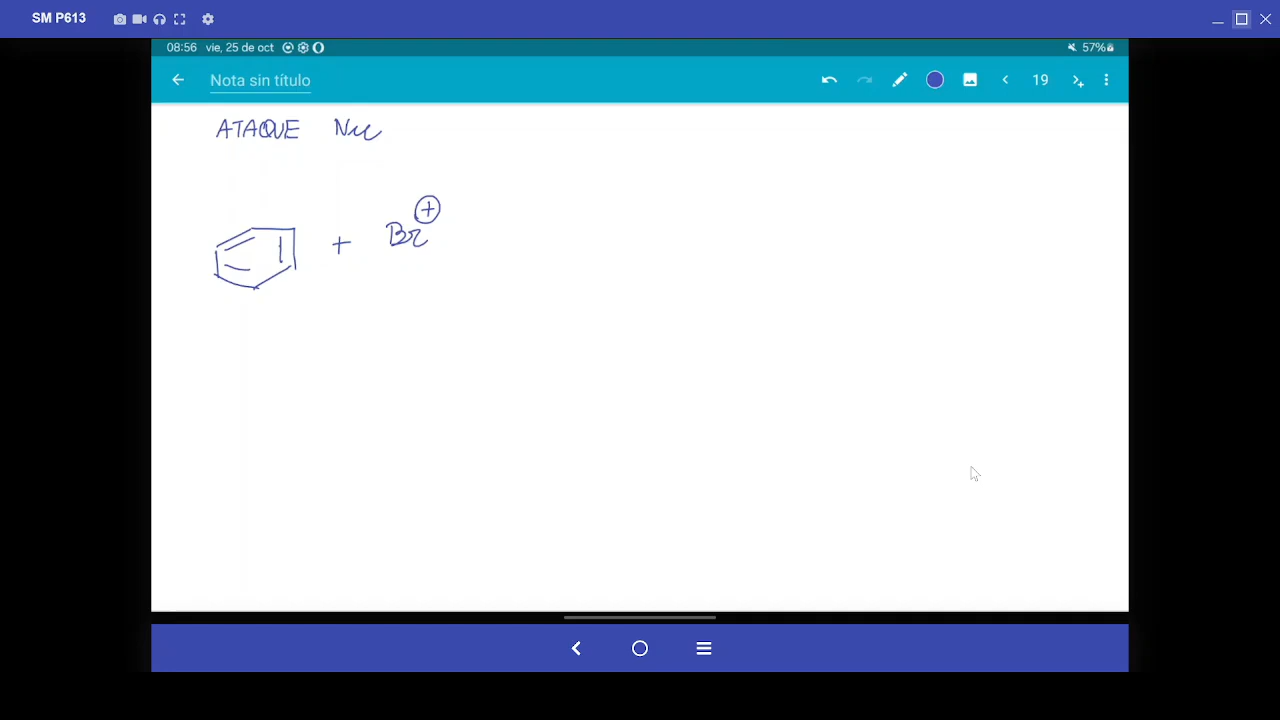 SM P613
08:56 vie, 25 de oct 57%
Nota sin título 19
ATAQUE Nu
+ Br +